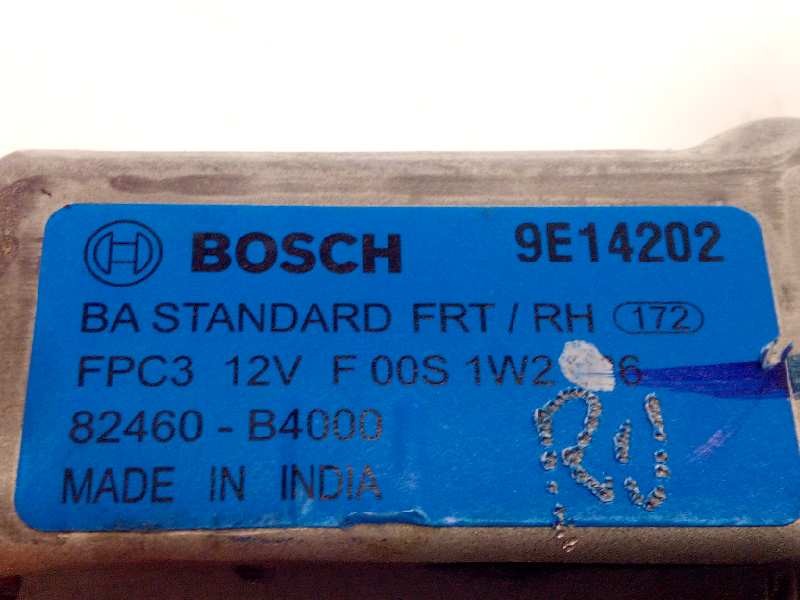 BOSCH 9E14202
BA STANDARD FRT / RH 172
FPC3 12V F 00S 1W2
82460 - B4000
MADE IN INDIA